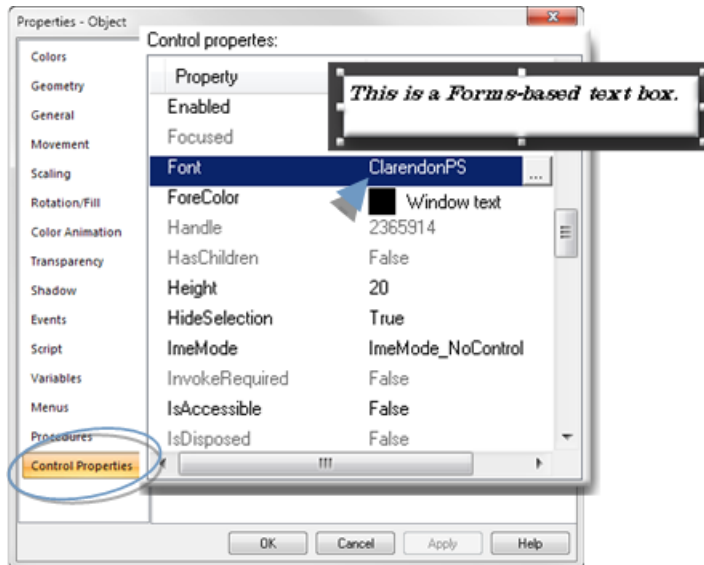 Properties - Object
Colors
Geometry
General
Movement
Scaling
Rotation/Fill
Color Animation
Transparency
Shadow
Events
Script
Variables
Menus
Procedures
Control Properties
Control propertes:
Property
Enabled
Focused
Font ClarendonPS ...
ForeColor Window text
Handle 2365914
HasChildren False
Height 20
HideSelection True
ImeMode ImeMode_NoControl
InvokeRequired False
IsAccessible False
IsDisposed False
This is a Forms-based text box.
OK Cancel Apply Help